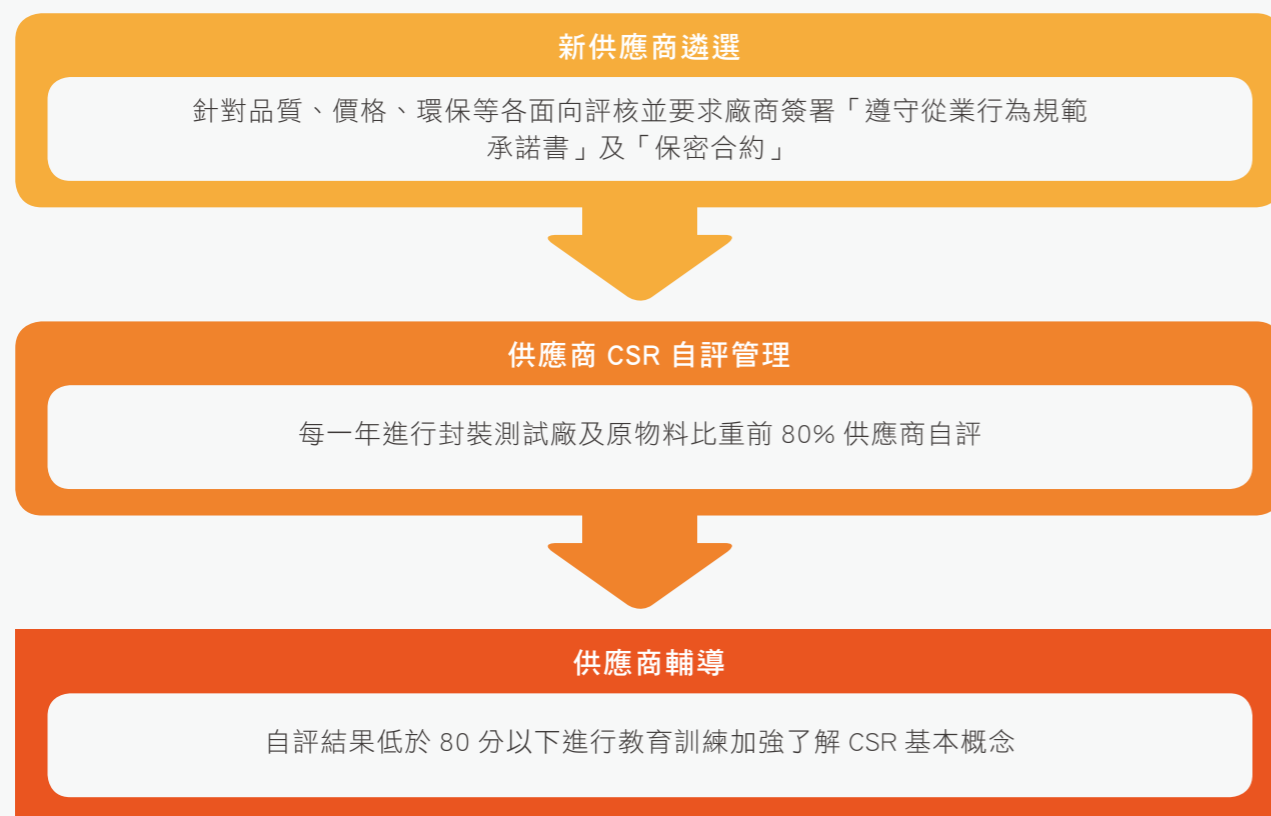 新供應商遴選
針對品質、價格、環保等各面向評核並要求廠商簽署「遵守從業行為規範
承諾書」及「保密合約」
供應商 CSR 自評管理
每一年進行封裝測試廠及原物料比重前 80% 供應商自評
供應商輔導
自評結果低於 80 分以下進行教育訓練加強了解 CSR 基本概念